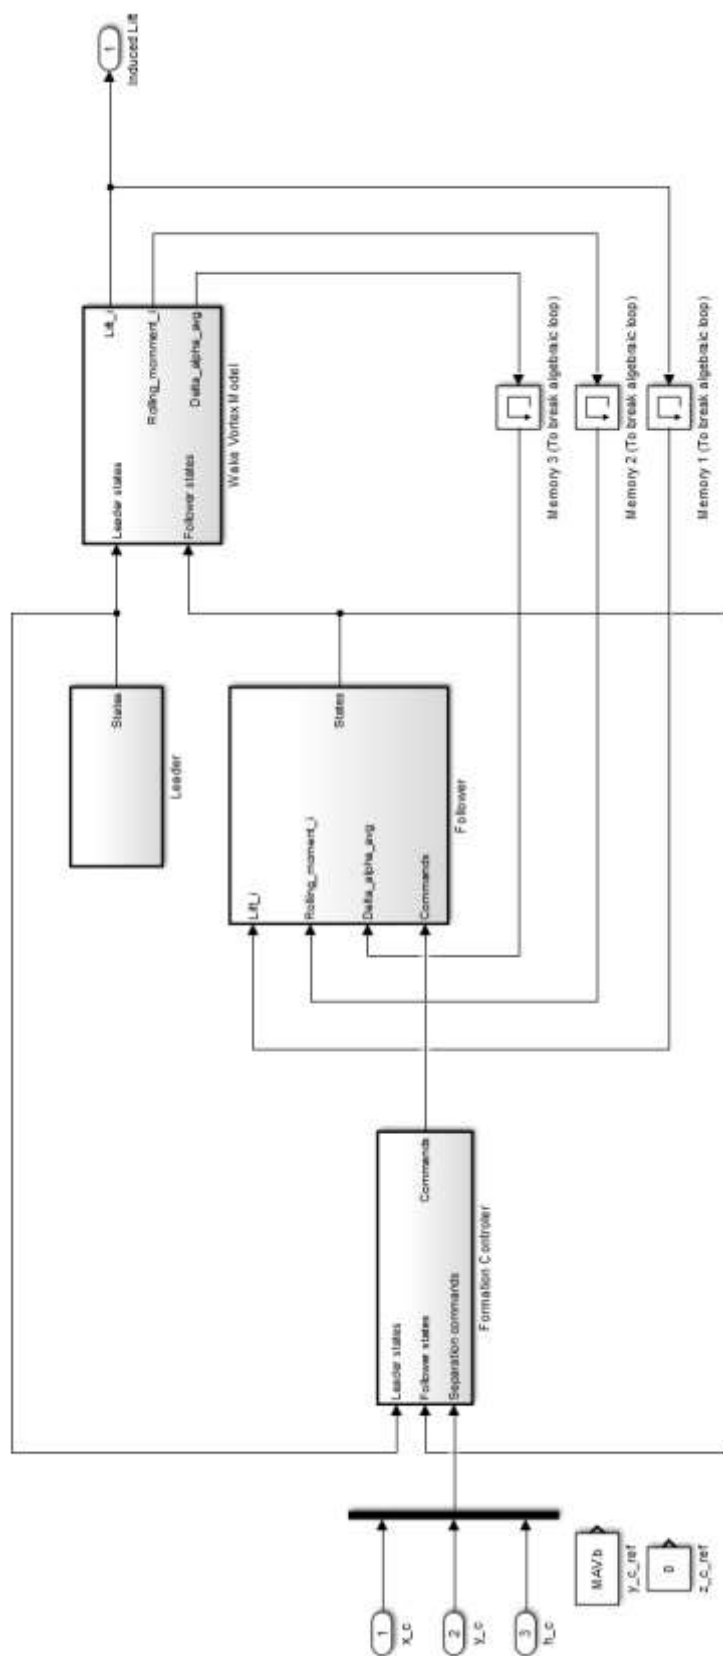 1
Induced Lift
Lift_i
Rolling_momment_i
Delta_alpha_avg
Leader states
Follower states
Wake Vortex Model
States
Leader
Lift_i
Rolling_moment_i
Delta_alpha_avg
Commands
States
Follower
Memory 3 (To break algebraic loop)
Memory 2 (To break algebraic loop)
Memory 1 (To break algebraic loop)
Leader states
Follower states
Separation commands
Commands
Formation Controler
1
x_c
2
y_c
3
h_c
MAV.b
y_c_ref
0
z_c_ref